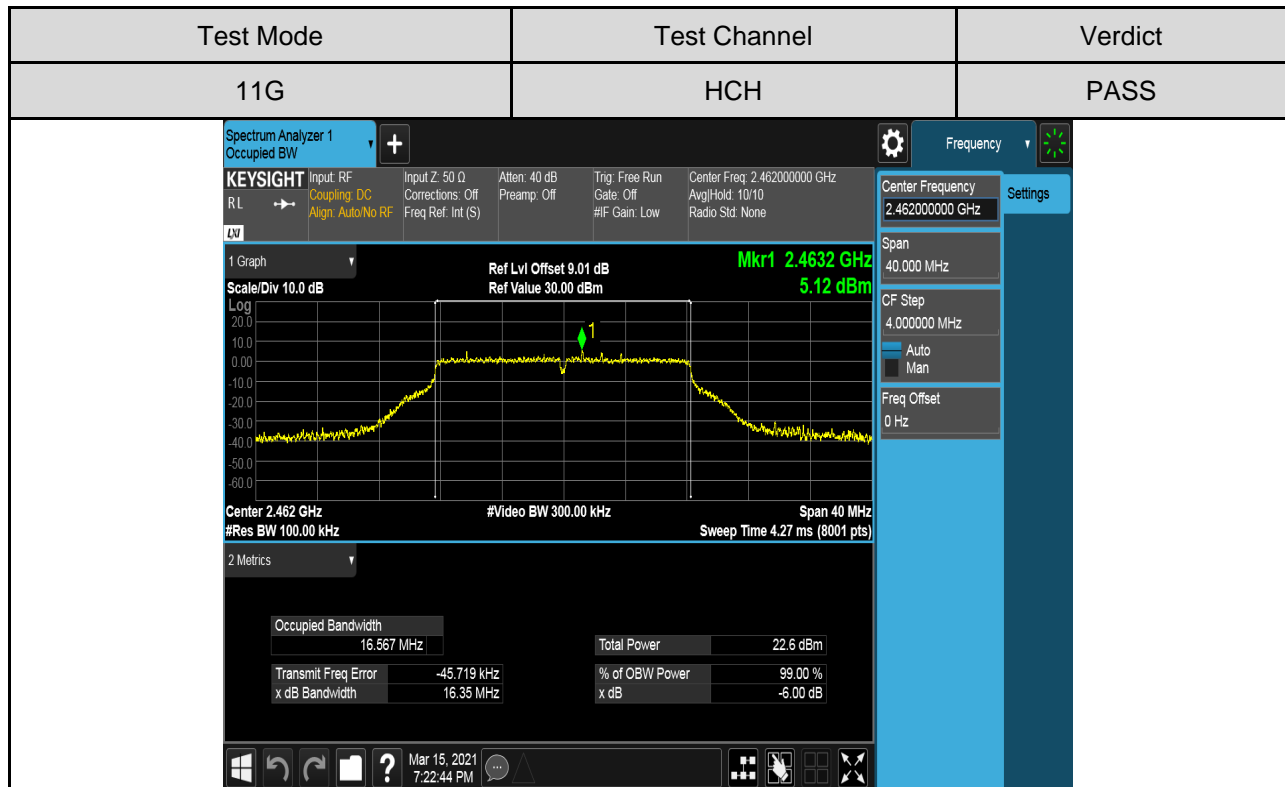 Test Mode Test Channel Verdict
11G HCH PASS
Spectrum Analyzer 1
Occupied BW
+
Frequency
KEYSIGHT
RL
LXI
Input: RF
Coupling: DC
Align: Auto/No RF
Input Z: 50 Ω
Corrections: Off
Freq Ref: Int (S)
Atten: 40 dB
Preamp: Off
Trig: Free Run
Gate: Off
#IF Gain: Low
Center Freq: 2.462000000 GHz
Avg|Hold: 10/10
Radio Std: None
Center Frequency
2.462000000 GHz
Settings
Span
40.000 MHz
CF Step
4.000000 MHz
Auto
Man
Freq Offset
0 Hz
1 Graph
Scale/Div 10.0 dB
Ref Lvl Offset 9.01 dB
Ref Value 30.00 dBm
Mkr1 2.4632 GHz
5.12 dBm
Log
20.0
10.0
0.00
-10.0
-20.0
-30.0
-40.0
-50.0
-60.0
1
Center 2.462 GHz #Video BW 300.00 kHz Span 40 MHz
#Res BW 100.00 kHz Sweep Time 4.27 ms (8001 pts)
2 Metrics
Occupied Bandwidth
16.567 MHz
Total Power 22.6 dBm
Transmit Freq Error -45.719 kHz % of OBW Power 99.00 %
x dB Bandwidth 16.35 MHz x dB -6.00 dB
?
Mar 15, 2021
7:22:44 PM